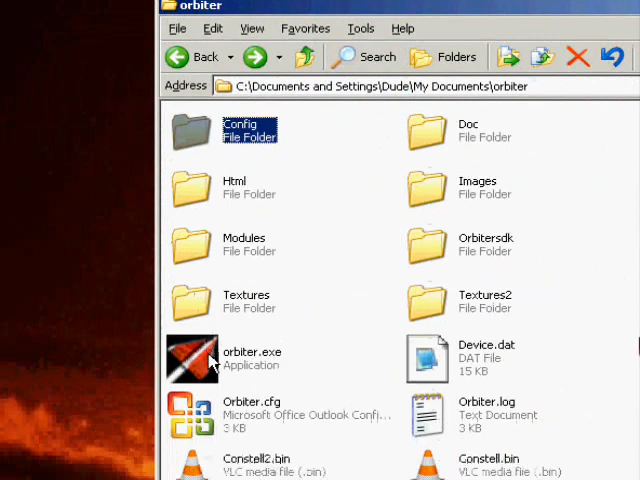 orbiter
File Edit View Favorites Tools Help
Back Search Folders
Address C:\Documents and Settings\Dude\My Documents\orbiter
Config
File Folder
Doc
File Folder
Html
File Folder
Images
File Folder
Modules
File Folder
Orbitersdk
File Folder
Textures
File Folder
Textures2
File Folder
orbiter.exe
Application
Device.dat
DAT File
15 KB
Orbiter.cfg
Microsoft Office Outlook Confi...
3 KB
Orbiter.log
Text Document
3 KB
Constell2.bin
VLC media file (.bin)
Constell.bin
VLC media file (.bin)